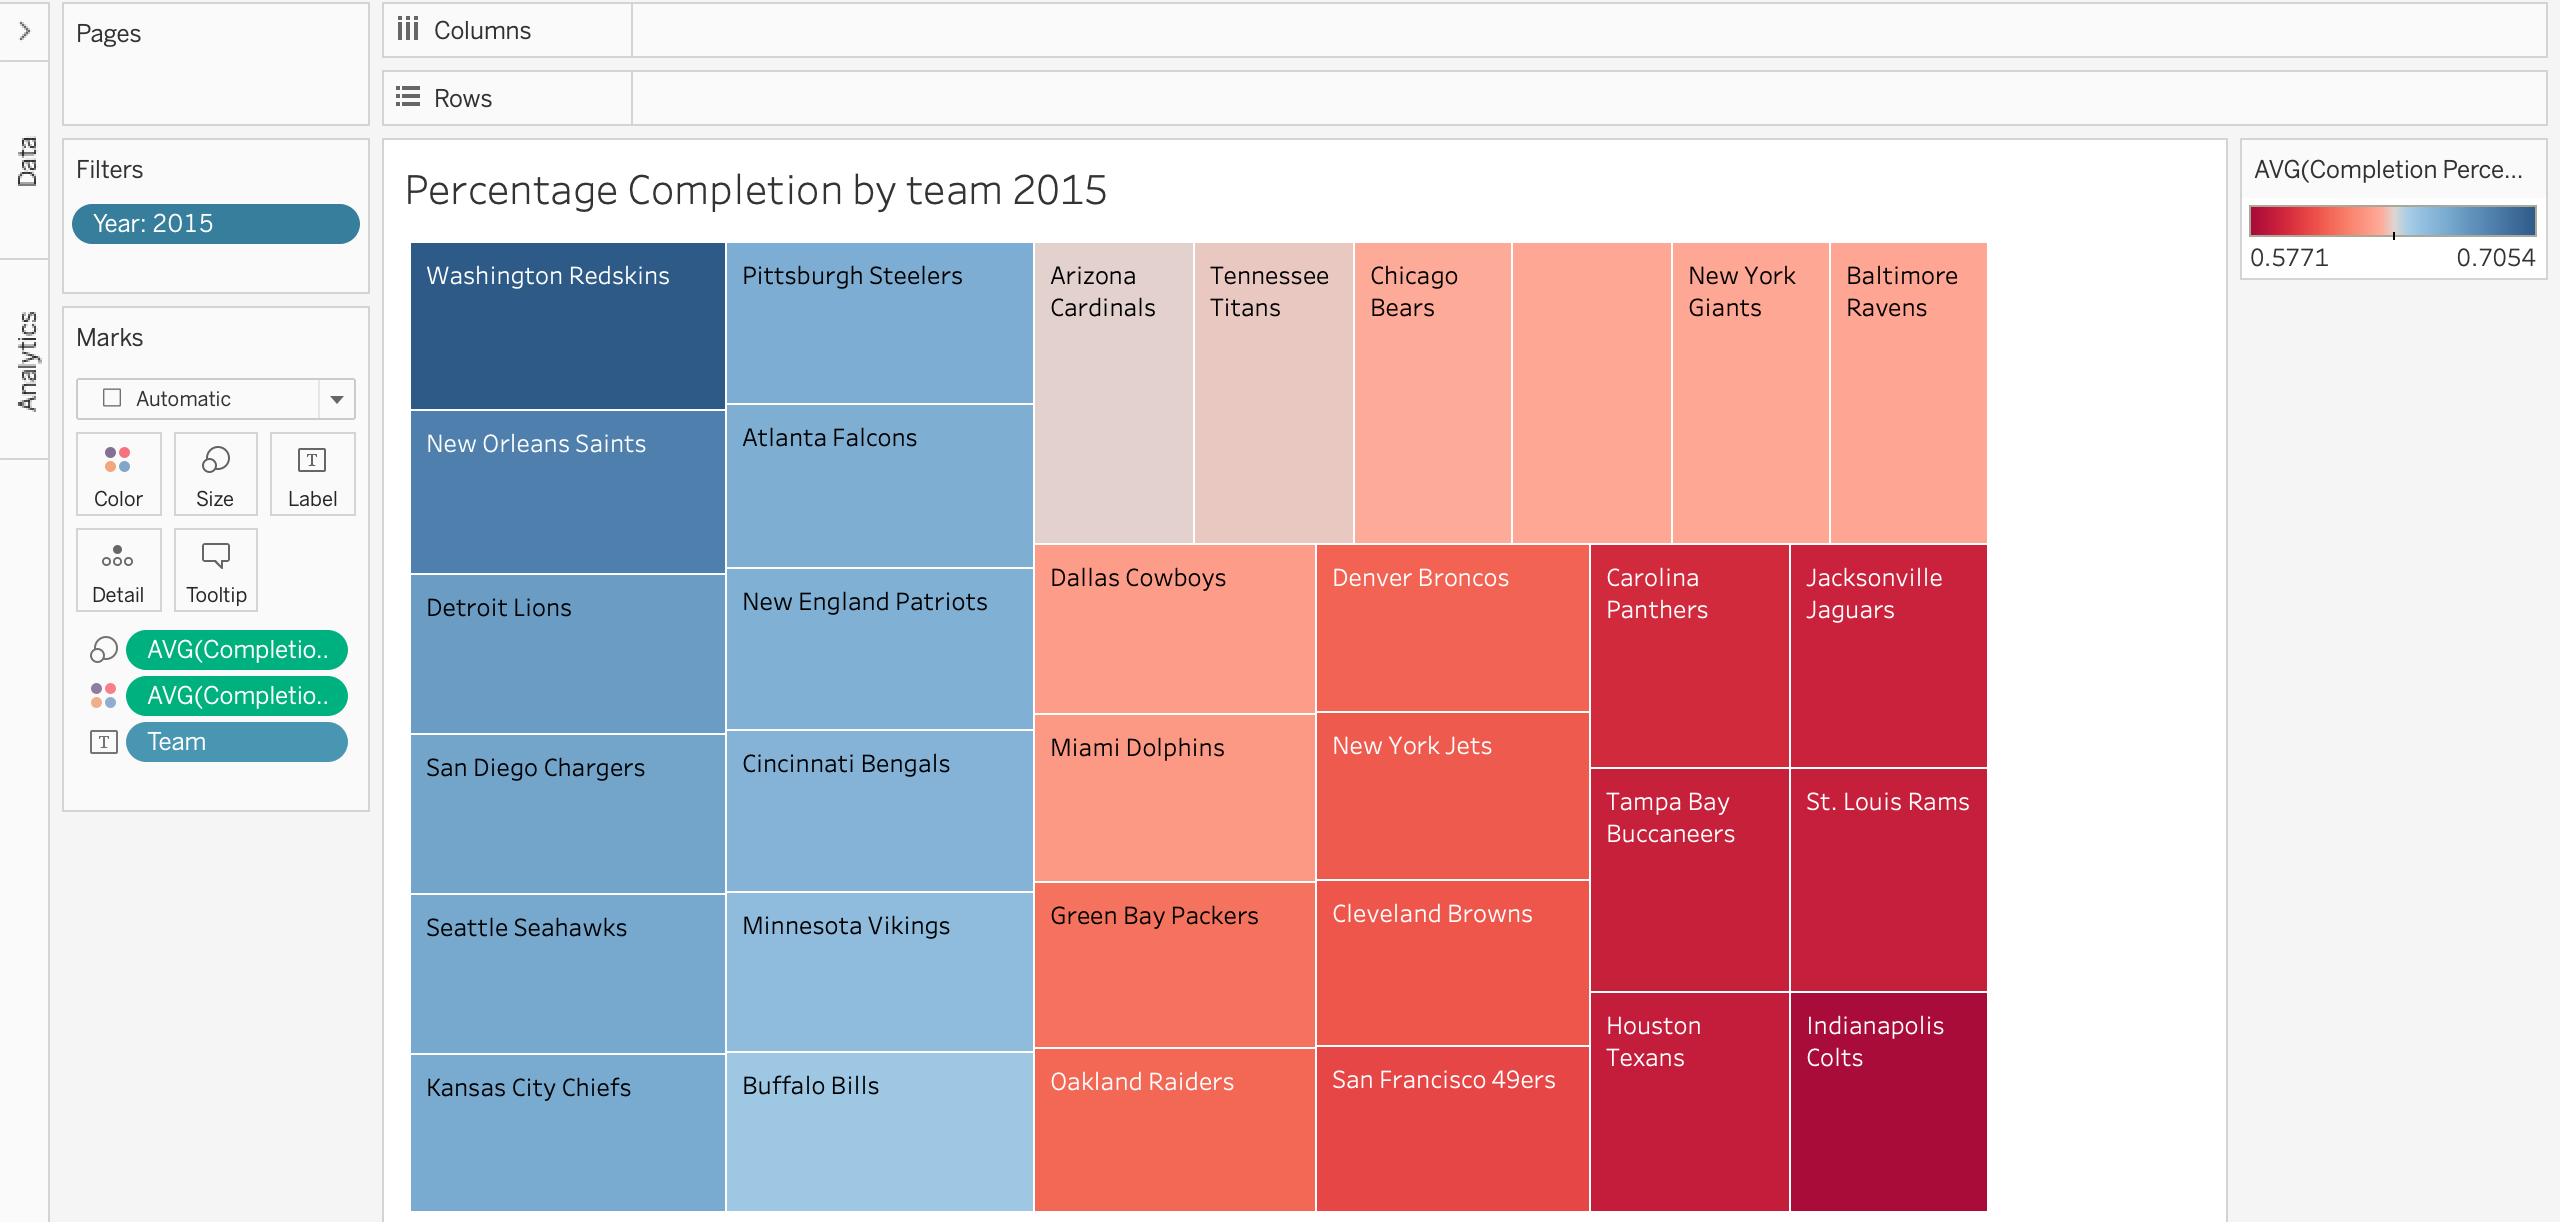 Pages
Columns
Rows
Data
Analytics
Filters
Year: 2015
Marks
Automatic
Color
Size
Label
Detail
Tooltip
AVG(Completio..
AVG(Completio..
Team
Percentage Completion by team 2015
Washington Redskins
New Orleans Saints
Detroit Lions
San Diego Chargers
Seattle Seahawks
Kansas City Chiefs
Pittsburgh Steelers
Atlanta Falcons
New England Patriots
Cincinnati Bengals
Minnesota Vikings
Buffalo Bills
Arizona
Cardinals
Tennessee
Titans
Chicago
Bears
New York
Giants
Baltimore
Ravens
Dallas Cowboys
Miami Dolphins
Green Bay Packers
Oakland Raiders
Denver Broncos
New York Jets
Cleveland Browns
San Francisco 49ers
Carolina
Panthers
Tampa Bay
Buccaneers
Houston
Texans
Jacksonville
Jaguars
St. Louis Rams
Indianapolis
Colts
AVG(Completion Perce...
0.5771
0.7054